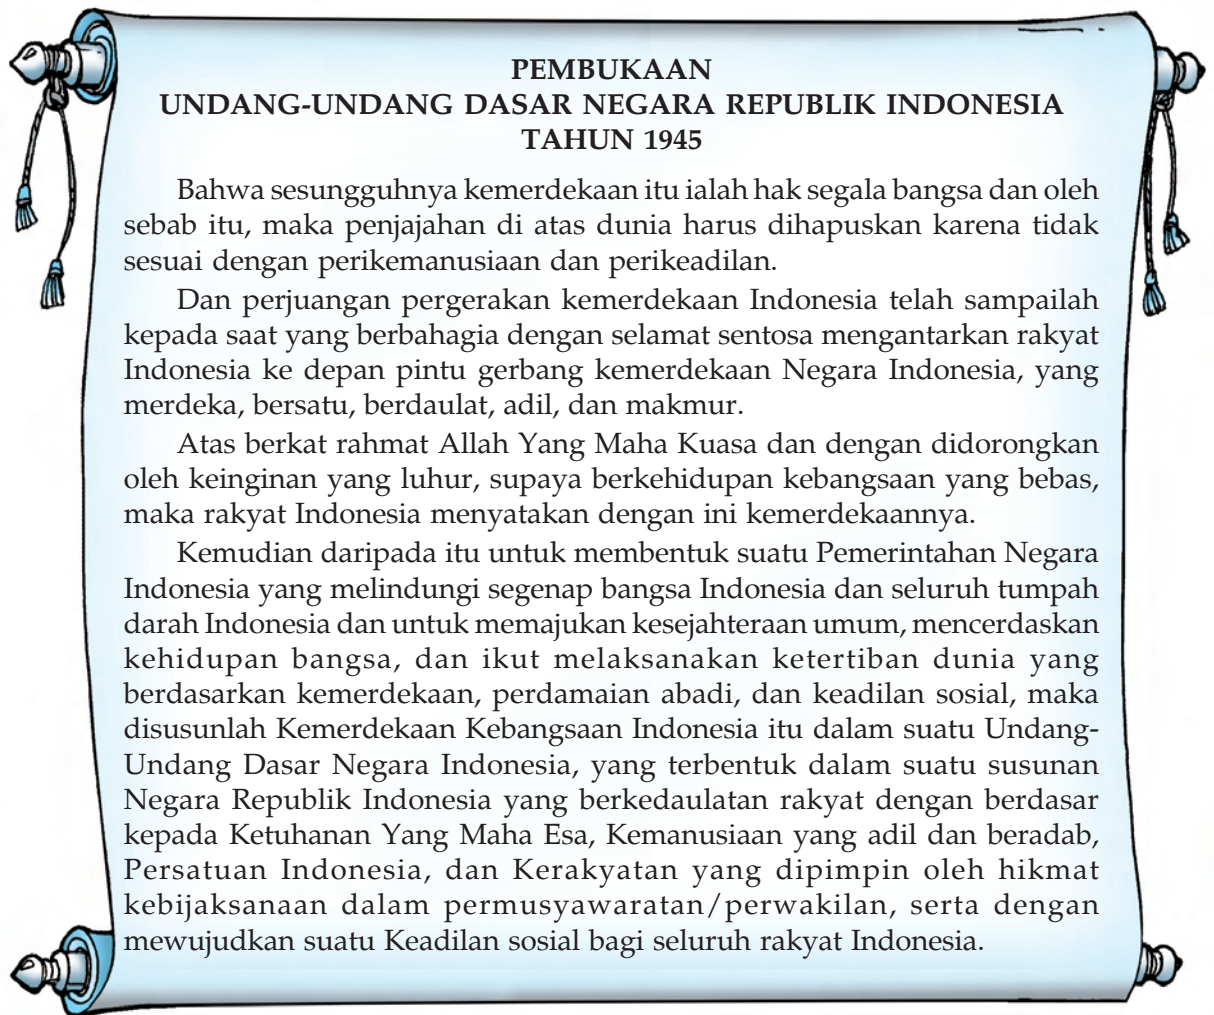 PEMBUKAAN
UNDANG-UNDANG DASAR NEGARA REPUBLIK INDONESIA
TAHUN 1945
Bahwa sesungguhnya kemerdekaan itu ialah hak segala bangsa dan oleh
sebab itu, maka penjajahan di atas dunia harus dihapuskan karena tidak
sesuai dengan perikemanusiaan dan perikeadilan.
Dan perjuangan pergerakan kemerdekaan Indonesia telah sampailah
kepada saat yang berbahagia dengan selamat sentosa mengantarkan rakyat
Indonesia ke depan pintu gerbang kemerdekaan Negara Indonesia, yang
merdeka, bersatu, berdaulat, adil, dan makmur.
Atas berkat rahmat Allah Yang Maha Kuasa dan dengan didorongkan
oleh keinginan yang luhur, supaya berkehidupan kebangsaan yang bebas,
maka rakyat Indonesia menyatakan dengan ini kemerdekaannya.
Kemudian daripada itu untuk membentuk suatu Pemerintahan Negara
Indonesia yang melindungi segenap bangsa Indonesia dan seluruh tumpah
darah Indonesia dan untuk memajukan kesejahteraan umum, mencerdaskan
kehidupan bangsa, dan ikut melaksanakan ketertiban dunia yang
berdasarkan kemerdekaan, perdamaian abadi, dan keadilan sosial, maka
disusunlah Kemerdekaan Kebangsaan Indonesia itu dalam suatu Undang-
Undang Dasar Negara Indonesia, yang terbentuk dalam suatu susunan
Negara Republik Indonesia yang berkedaulatan rakyat dengan berdasar
kepada Ketuhanan Yang Maha Esa, Kemanusiaan yang adil dan beradab,
Persatuan Indonesia, dan Kerakyatan yang dipimpin oleh hikmat
kebijaksanaan dalam permusyawaratan/perwakilan, serta dengan
mewujudkan suatu Keadilan sosial bagi seluruh rakyat Indonesia.